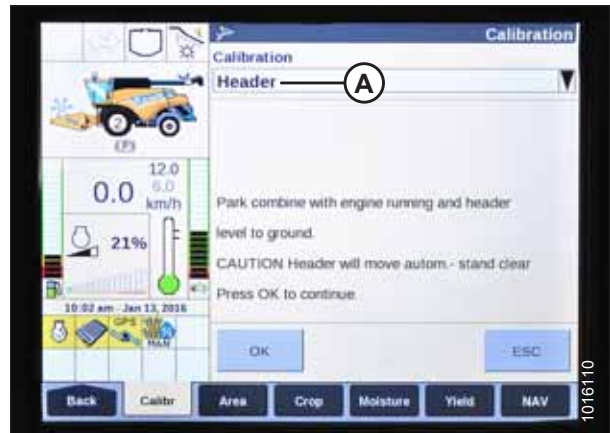 Calibration
Calibration
Header
A
Park combine with engine running and header
level to ground.
CAUTION Header will move autom.- stand clear
Press OK to continue
OK
ESC
2
(P)
12.0
0.0
6.0
km/h
21%
10:02 am Jan 13, 2016
GPS
MAN
Back
Calibr
Area
Crop
Moisture
Yield
NAV
1016110